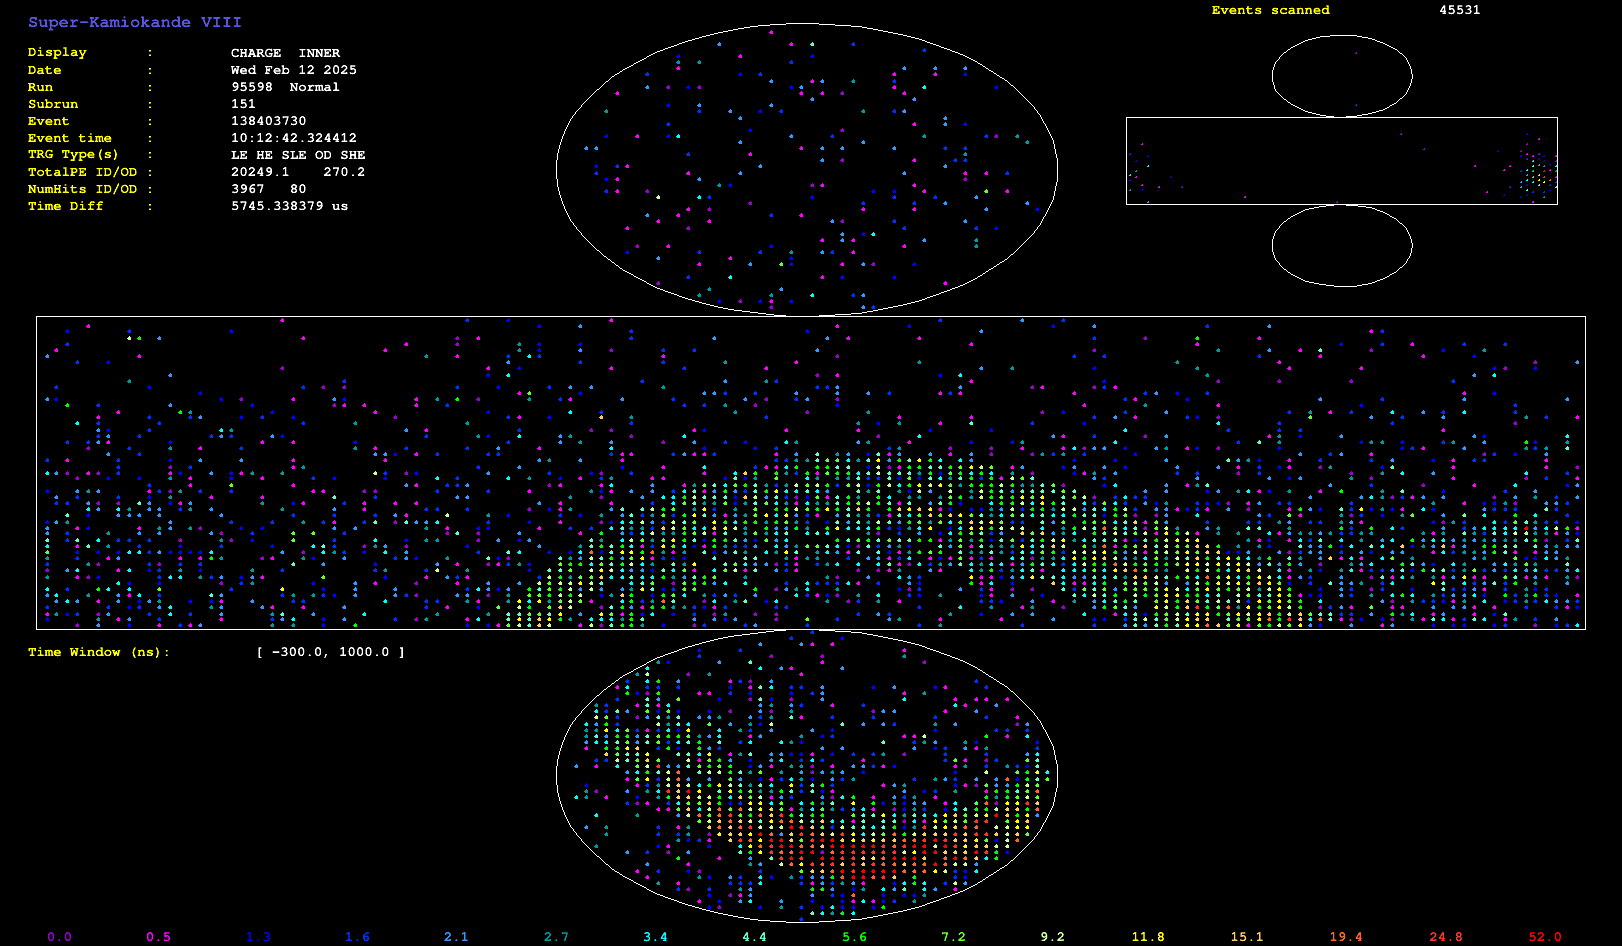 Super-Kamiokande VIII
Events scanned 45531
Display : CHARGE INNER
Date : Wed Feb 12 2025
Run : 95598 Normal
Subrun : 151
Event : 138403730
Event time : 10:12:42.324412
TRG Type(s) : LE HE SLE OD SHE
TotalPE ID/OD : 20249.1 270.2
NumHits ID/OD : 3967 80
Time Diff : 5745.338379 us
Time Window (ns): [ -300.0, 1000.0 ]
0.0 0.5 1.3 1.6 2.1 2.7 3.4 4.4 5.6 7.2 9.2 11.8 15.1 19.4 24.8 52.0